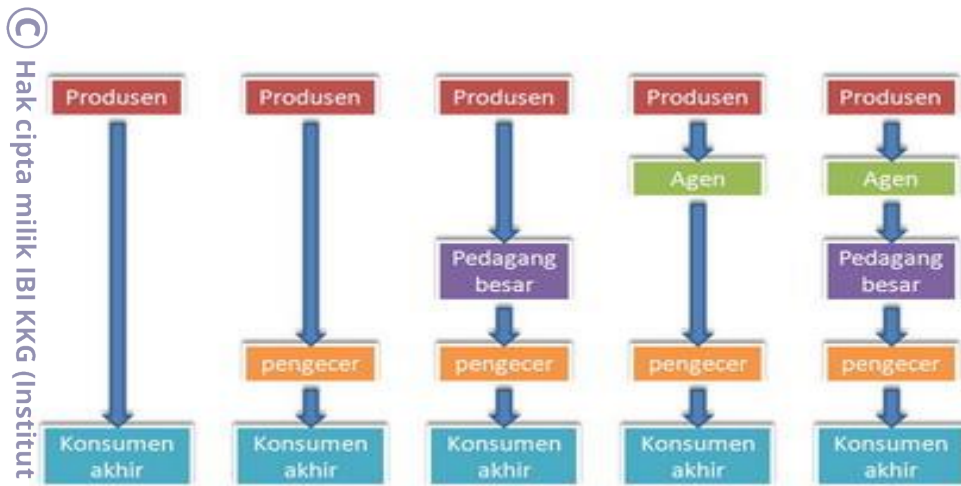 © Hak cipta milik IBI KKG (Institut
Produsen
Konsumen
akhir
Produsen
pengecer
Konsumen
akhir
Produsen
Pedagang
besar
pengecer
Konsumen
akhir
Produsen
Agen
pengecer
Konsumen
akhir
Produsen
Agen
Pedagang
besar
pengecer
Konsumen
akhir